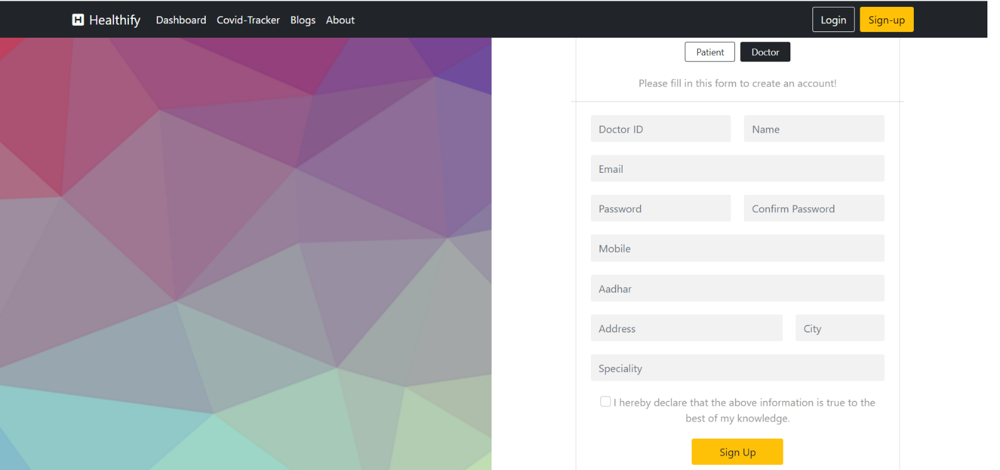 H Healthify Dashboard Covid-Tracker Blogs About Login Sign-up
Patient Doctor
Please fill in this form to create an account!
Doctor ID Name
Email
Password Confirm Password
Mobile
Aadhar
Address City
Speciality
I hereby declare that the above information is true to the
best of my knowledge.
Sign Up